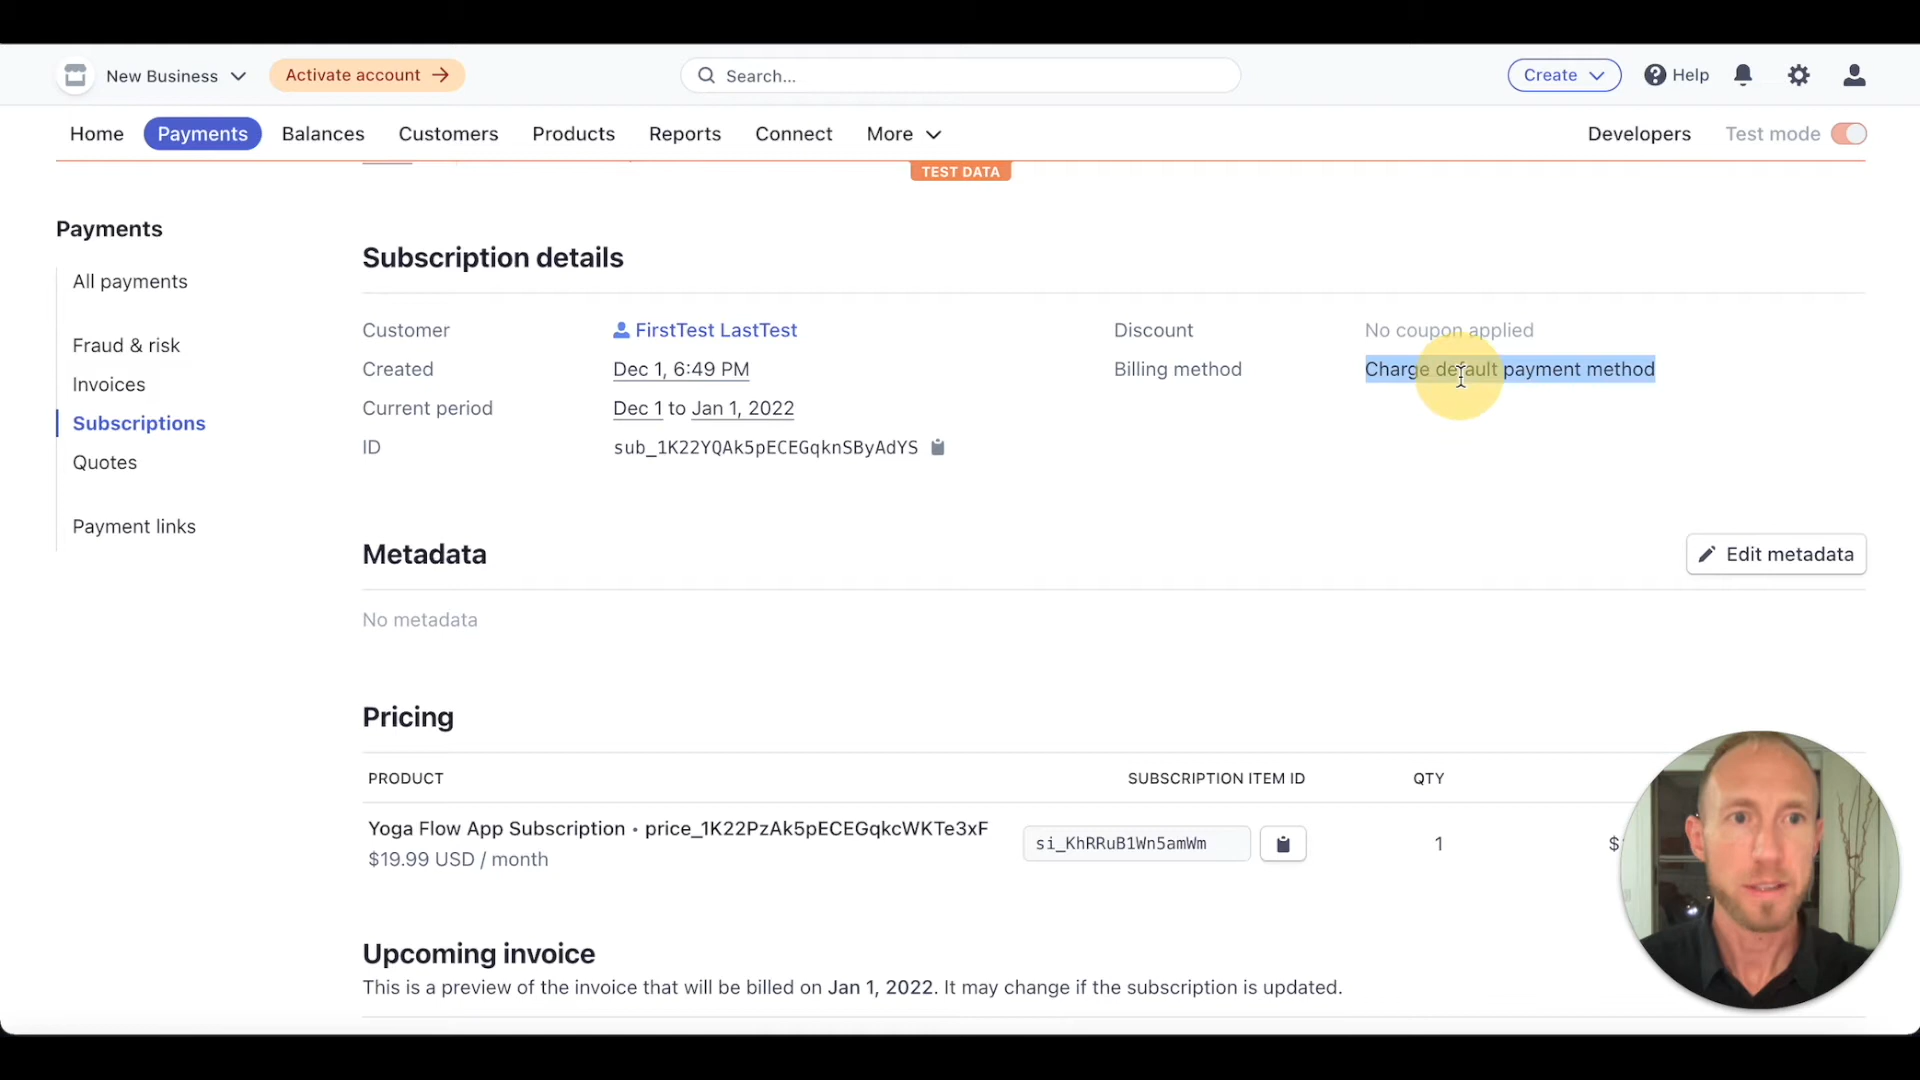 New Business
Activate account →
Search...
Create
Help
Home
Payments
Balances
Customers
Products
Reports
Connect
More
Developers
Test mode
TEST DATA
Payments
All payments
Fraud & risk
Invoices
Subscriptions
Quotes
Payment links
Subscription details
Customer
FirstTest LastTest
Created
Dec 1, 6:49 PM
Current period
Dec 1 to Jan 1, 2022
ID
sub_1K22YQAk5pECEGqknSByAdYS
Discount
No coupon applied
Billing method
Charge default payment method
Metadata
Edit metadata
No metadata
Pricing
PRODUCT
SUBSCRIPTION ITEM ID
QTY
Yoga Flow App Subscription • price_1K22PzAk5pECEGqkcWKTe3xF
$19.99 USD / month
si_KhRRuB1Wn5amWm
1
$
Upcoming invoice
This is a preview of the invoice that will be billed on Jan 1, 2022. It may change if the subscription is updated.